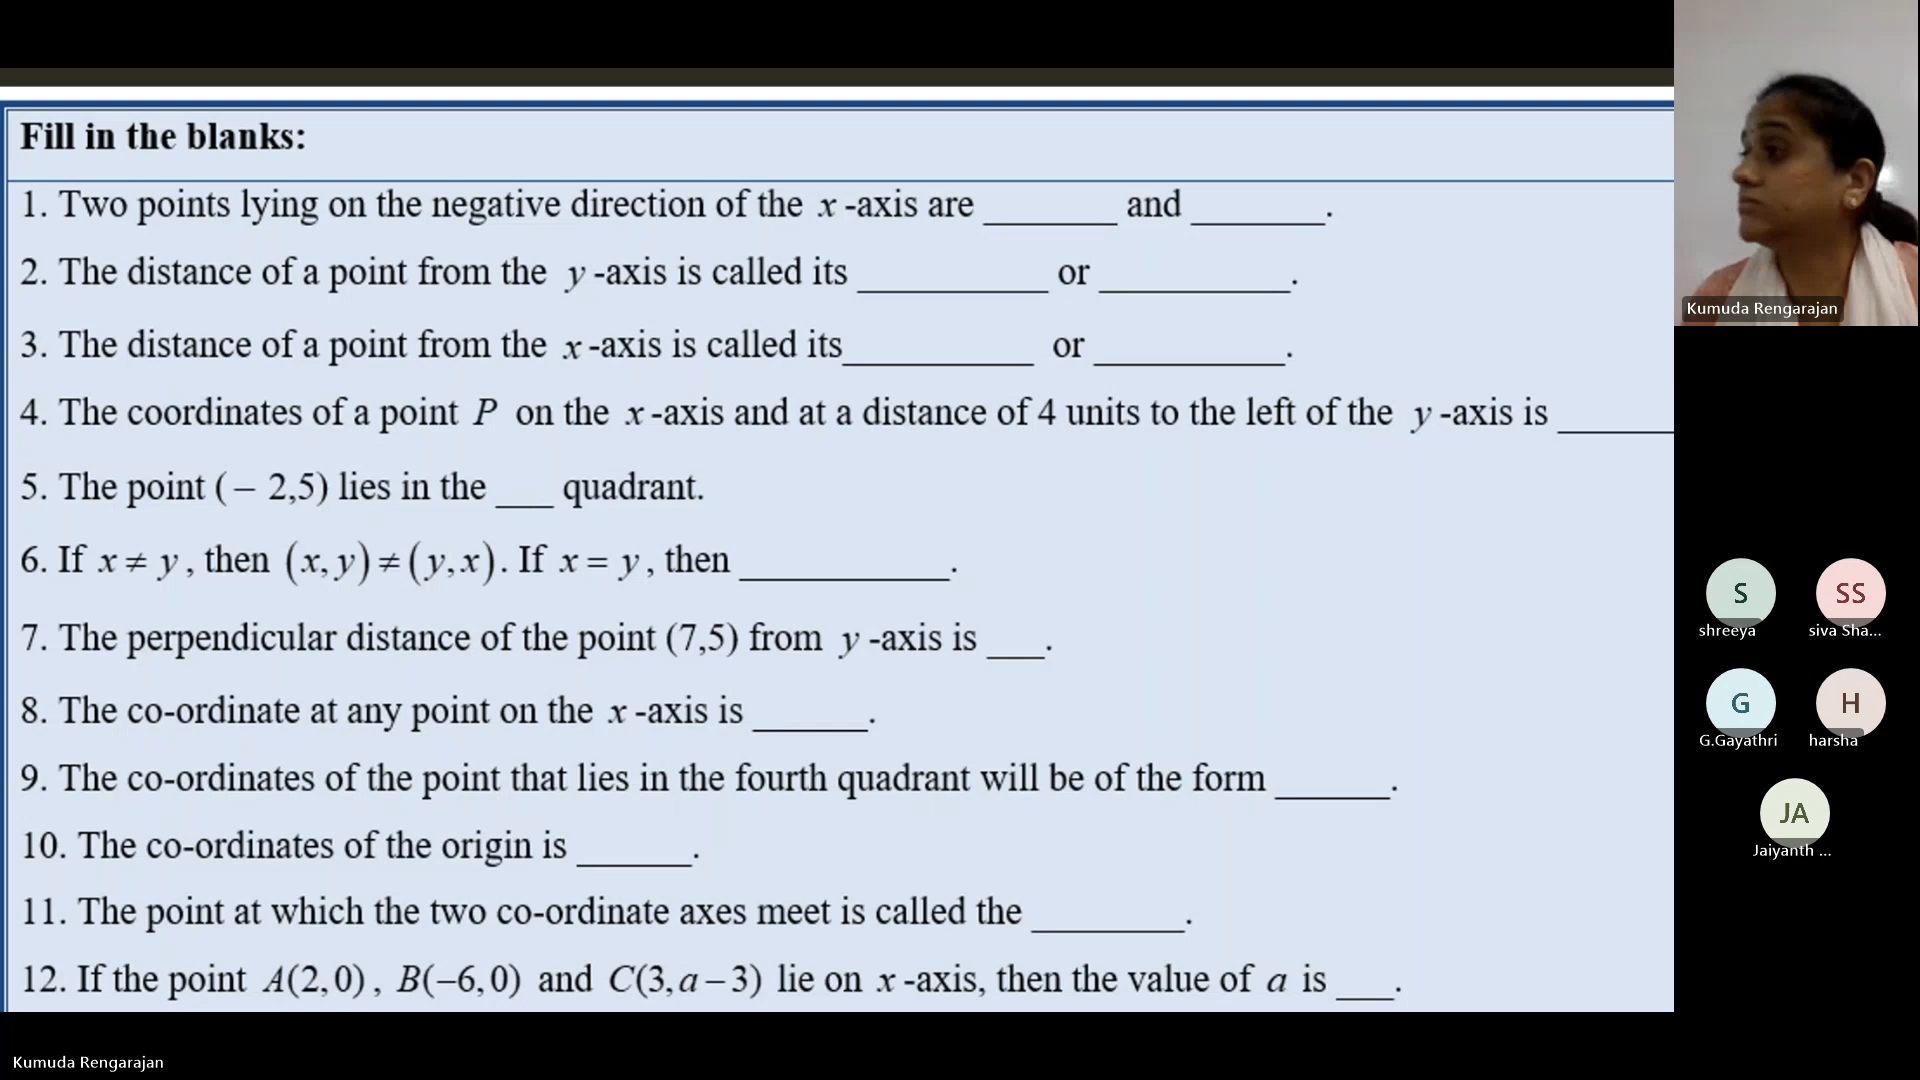 Fill in the blanks:
1. Two points lying on the negative direction of the x-axis are _______ and _______.
2. The distance of a point from the y-axis is called its __________ or __________.
3. The distance of a point from the x-axis is called its__________ or __________.
4. The coordinates of a point P on the x-axis and at a distance of 4 units to the left of the y-axis is ______
5. The point (– 2,5) lies in the ___ quadrant.
6. If x ≠ y, then (x, y) ≠ (y, x). If x = y, then ___________.
7. The perpendicular distance of the point (7,5) from y-axis is ___.
8. The co-ordinate at any point on the x-axis is ______.
9. The co-ordinates of the point that lies in the fourth quadrant will be of the form ______.
10. The co-ordinates of the origin is ______.
11. The point at which the two co-ordinate axes meet is called the ________.
12. If the point A(2,0), B(–6,0) and C(3, a – 3) lie on x-axis, then the value of a is ___.
Kumuda Rengarajan
S SS
shreeya siva Sha...
G H
G.Gayathri harsha
JA
Jaiyanth ...
Kumuda Rengarajan